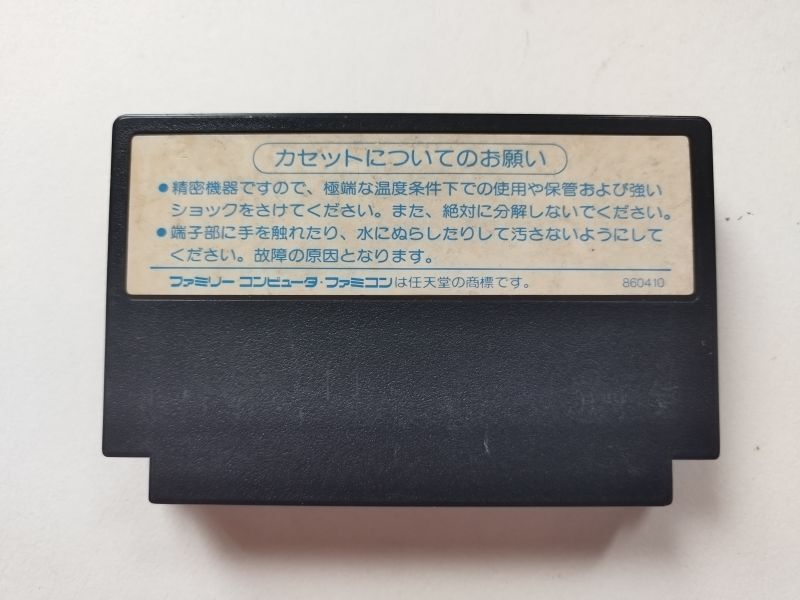 カセットについてのお願い
●精密機器ですので、極端な温度条件下での使用や保管および強い
ショックをさけてください。また、絶対に分解しないでください。
●端子部に手を触れたり、水にぬらしたりして汚さないようにして
ください。故障の原因となります。
ファミリーコンピュータ・ファミコンは任天堂の商標です。 860410